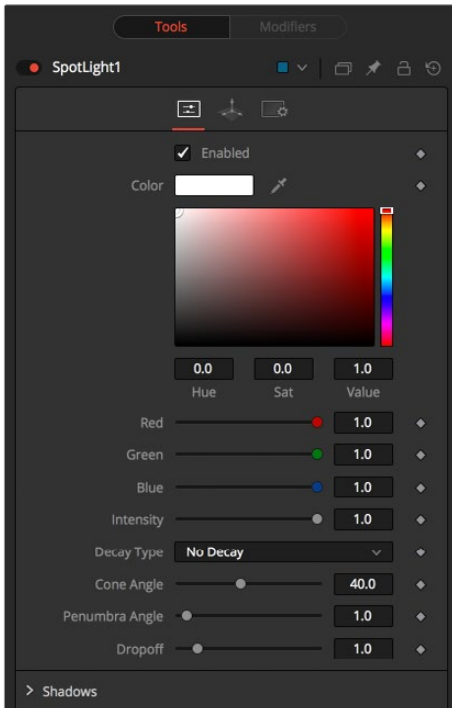 Tools Modifiers
SpotLight1
Enabled
Color
0.0 0.0 1.0
Hue Sat Value
Red 1.0
Green 1.0
Blue 1.0
Intensity 1.0
Decay Type No Decay
Cone Angle 40.0
Penumbra Angle 1.0
Dropoff 1.0
Shadows